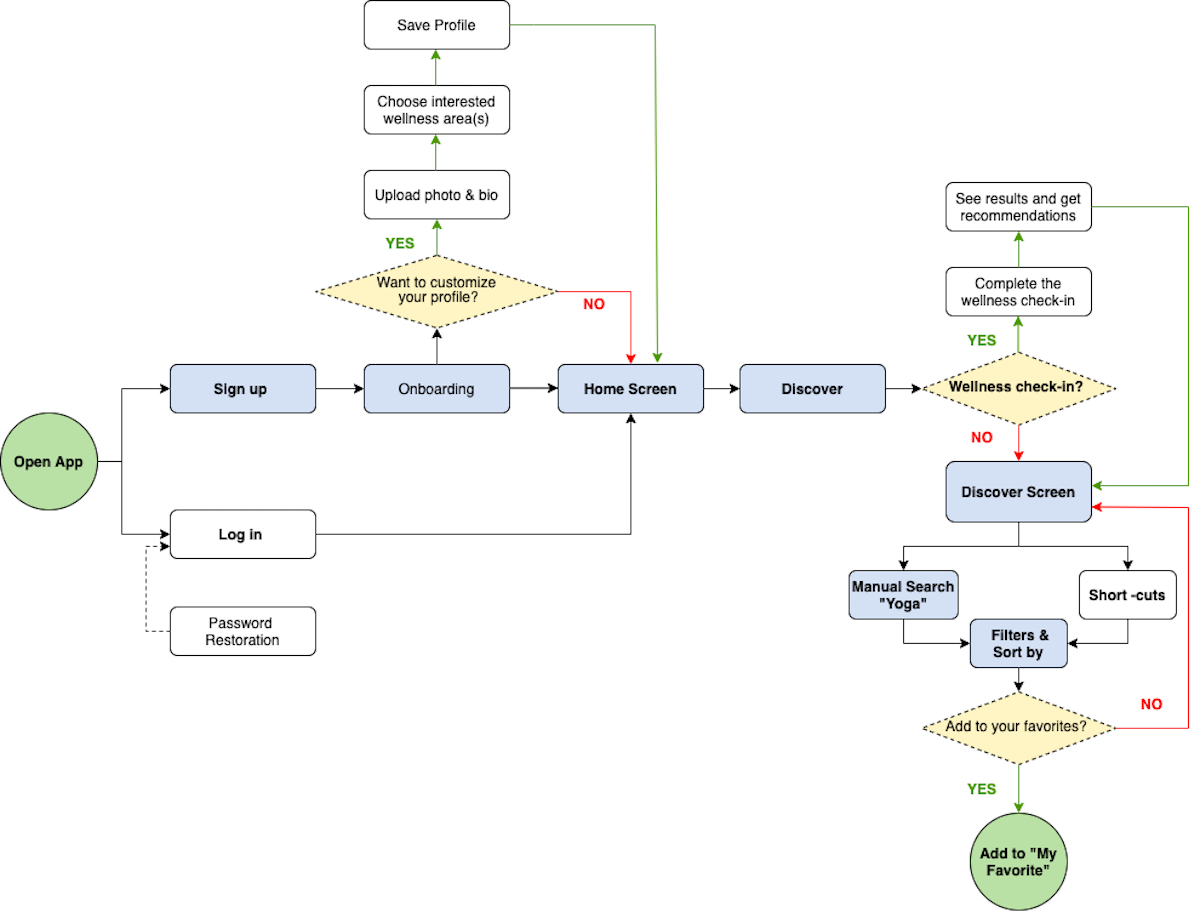 Save Profile
Choose interested
wellness area(s)
Upload photo & bio
YES
Want to customize
your profile?
NO
Sign up
Onboarding
Home Screen
Discover
Open App
Log in
Password
Restoration
See results and get
recommendations
Complete the
wellness check-in
YES
Wellness check-in?
NO
Discover Screen
Manual Search
"Yoga"
Short -cuts
Filters &
Sort by
Add to your favorites?
NO
YES
Add to "My
Favorite"